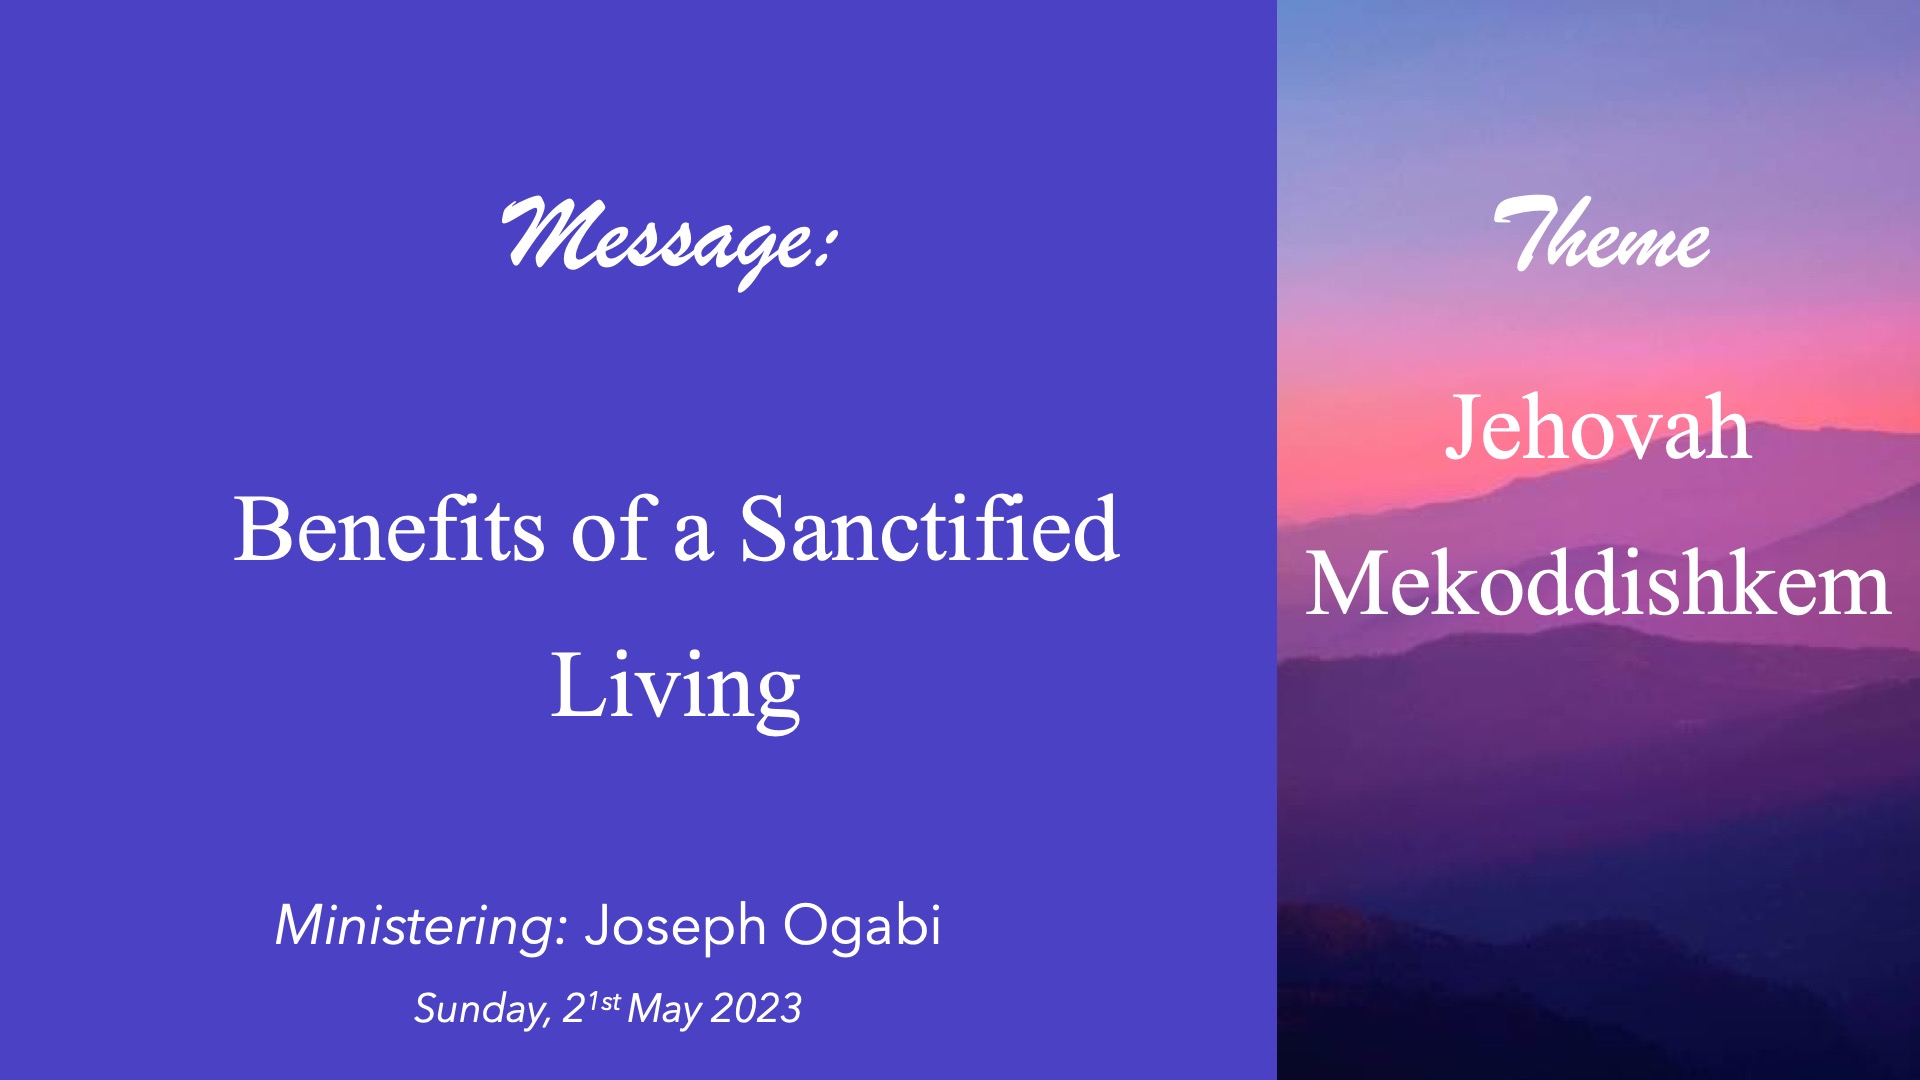 Message:
Benefits of a Sanctified
Living
Ministering: Joseph Ogabi
Sunday, 21st May 2023
Theme
Jehovah
Mekoddishkem